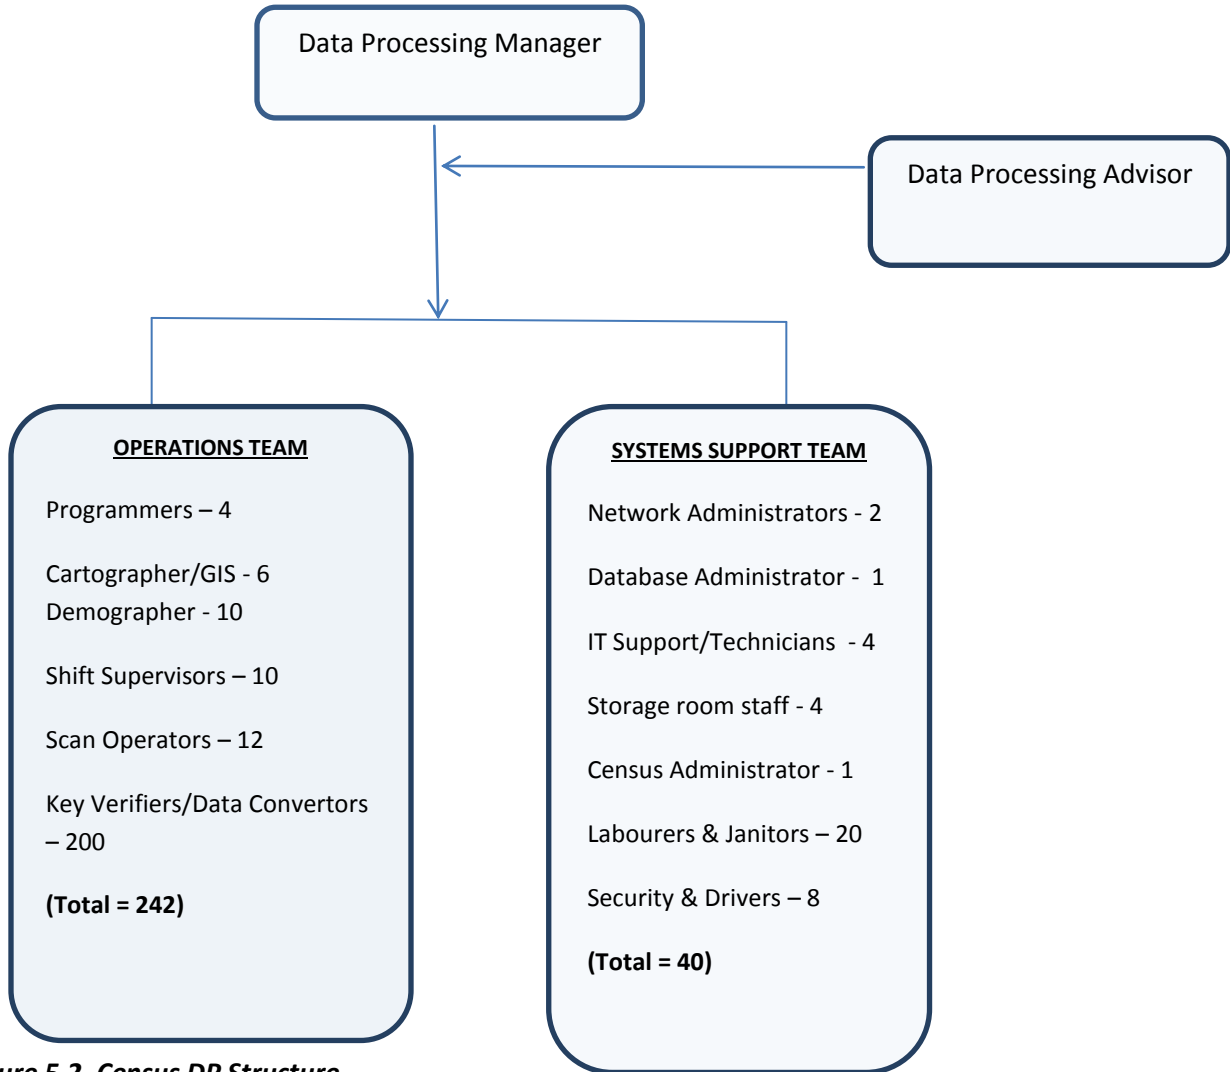 Data Processing Manager
Data Processing Advisor
OPERATIONS TEAM
Programmers – 4
Cartographer/GIS - 6
Demographer - 10
Shift Supervisors – 10
Scan Operators – 12
Key Verifiers/Data Convertors
– 200
(Total = 242)
SYSTEMS SUPPORT TEAM
Network Administrators - 2
Database Administrator -  1
IT Support/Technicians  - 4
Storage room staff - 4
Census Administrator - 1
Labourers & Janitors – 20
Security & Drivers – 8
(Total = 40)
ure 5.2. Census DP Structure